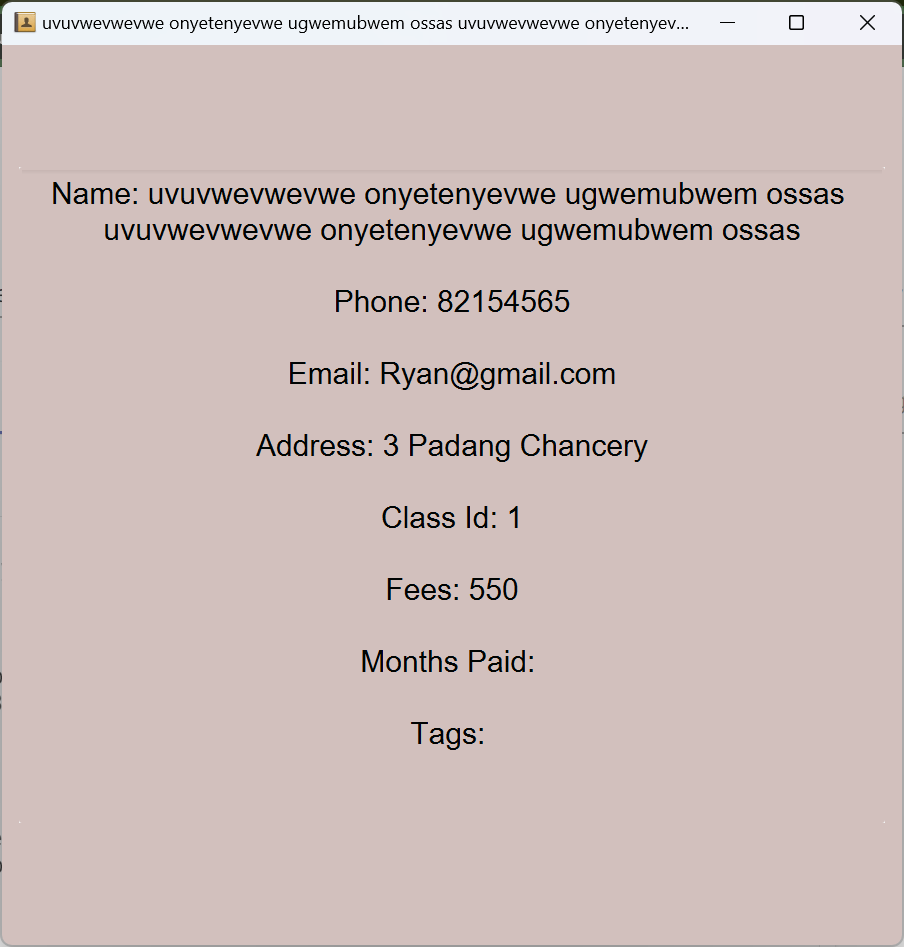 uvuvwevwevwe onyetenyevwe ugwemubwem ossas uvuvwevwevwe onyetenyev...
Name: uvuvwevwevwe onyetenyevwe ugwemubwem ossas
uvuvwevwevwe onyetenyevwe ugwemubwem ossas
Phone: 82154565
Email: Ryan@gmail.com
Address: 3 Padang Chancery
Class Id: 1
Fees: 550
Months Paid:
Tags: